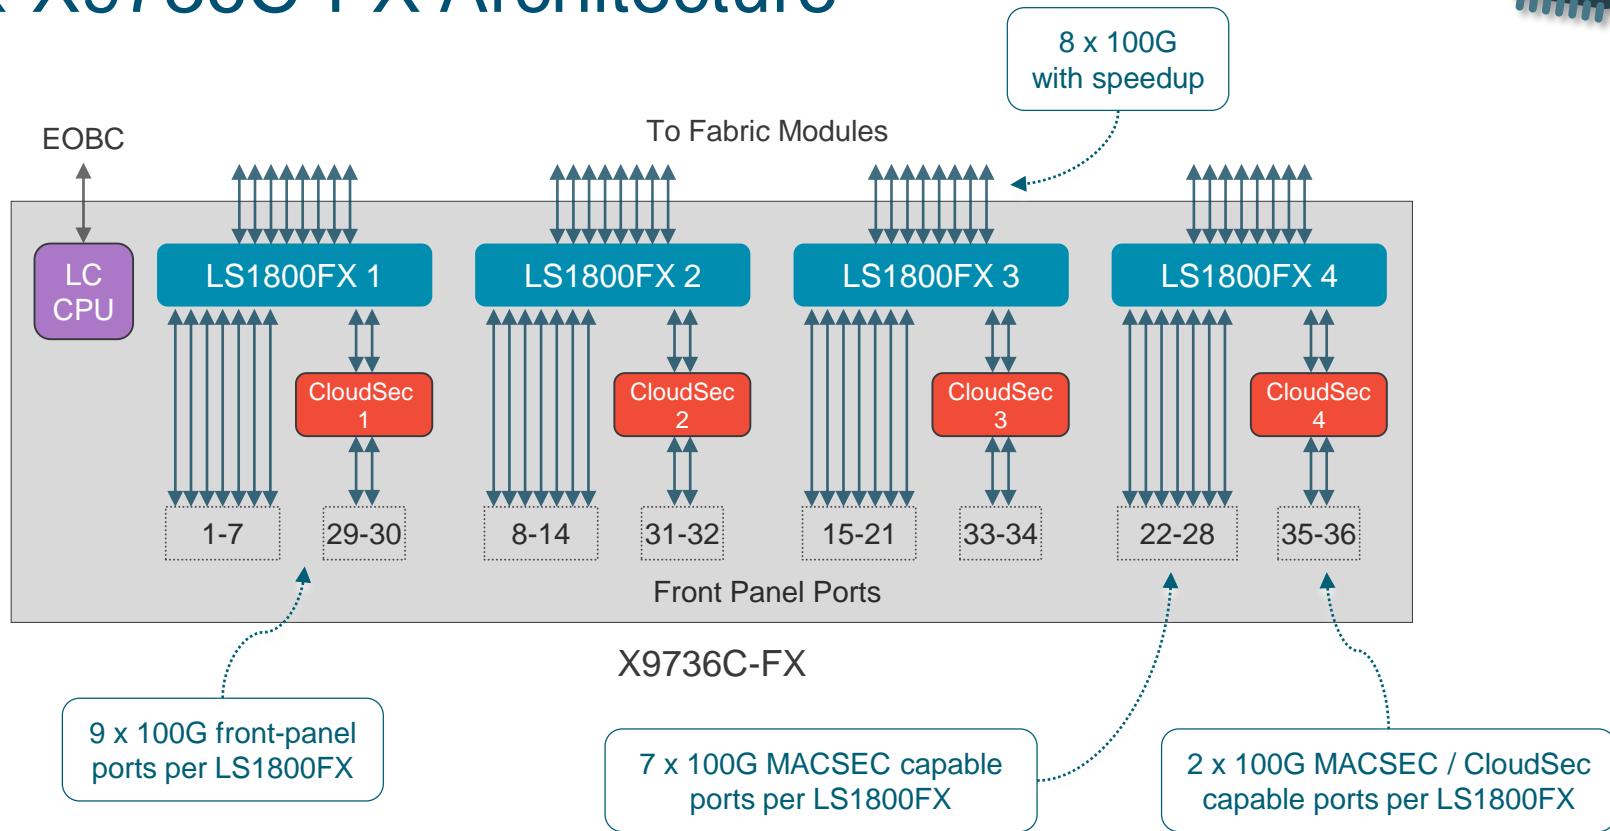 X9736C-FX Architecture
8 x 100G
with speedup
EOBC
To Fabric Modules
LC
CPU
LS1800FX 1
LS1800FX 2
LS1800FX 3
LS1800FX 4
CloudSec
1
CloudSec
2
CloudSec
3
CloudSec
4
1-7
29-30
8-14
31-32
15-21
33-34
22-28
35-36
Front Panel Ports
X9736C-FX
9 x 100G front-panel
ports per LS1800FX
7 x 100G MACSEC capable
ports per LS1800FX
2 x 100G MACSEC / CloudSec
capable ports per LS1800FX